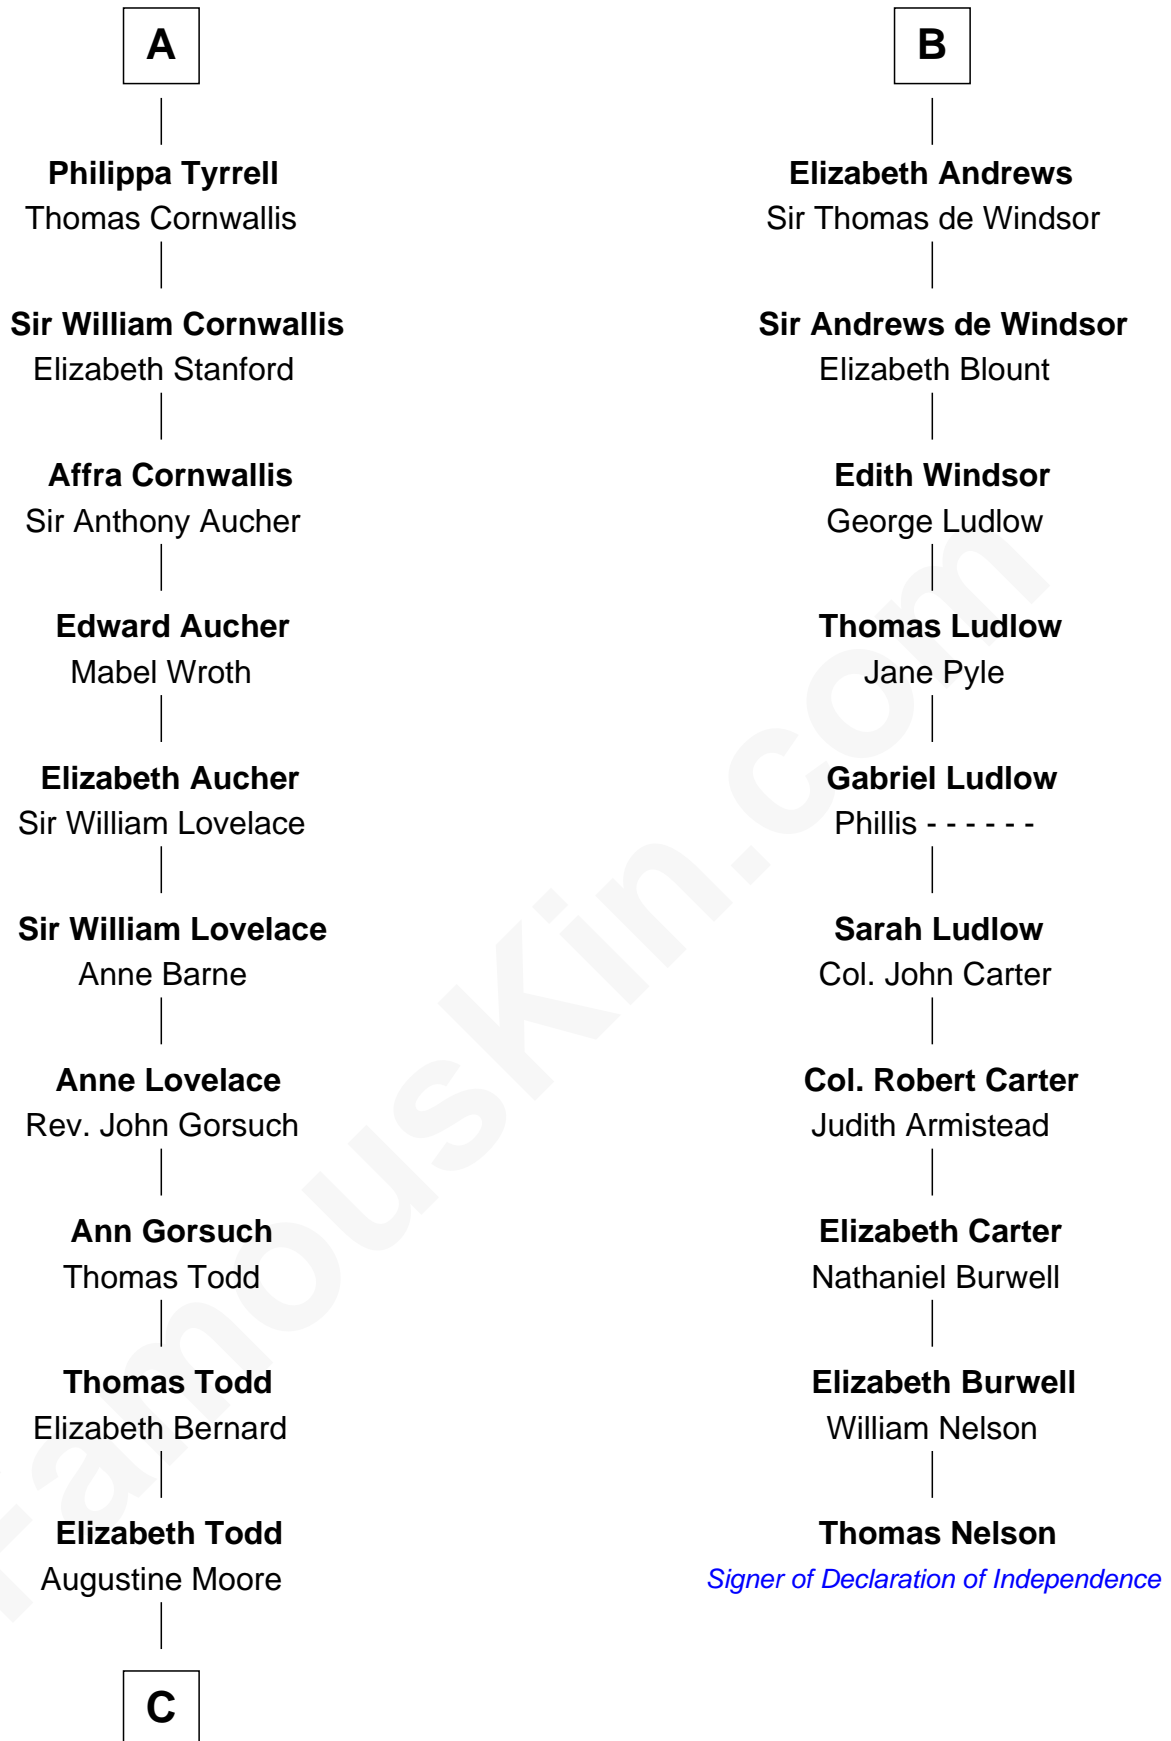 A
Philippa Tyrrell
Thomas Cornwallis
Sir William Cornwallis
Elizabeth Stanford
Affra Cornwallis
Sir Anthony Aucher
Edward Aucher
Mabel Wroth
Elizabeth Aucher
Sir William Lovelace
Sir William Lovelace
Anne Barne
Anne Lovelace
Rev. John Gorsuch
Ann Gorsuch
Thomas Todd
Thomas Todd
Elizabeth Bernard
Elizabeth Todd
Augustine Moore
C
B
Elizabeth Andrews
Sir Thomas de Windsor
Sir Andrews de Windsor
Elizabeth Blount
Edith Windsor
George Ludlow
Thomas Ludlow
Jane Pyle
Gabriel Ludlow
Phillis - - - - - -
Sarah Ludlow
Col. John Carter
Col. Robert Carter
Judith Armistead
Elizabeth Carter
Nathaniel Burwell
Elizabeth Burwell
William Nelson
Thomas Nelson
Signer of Declaration of Independence
FamousKin.com